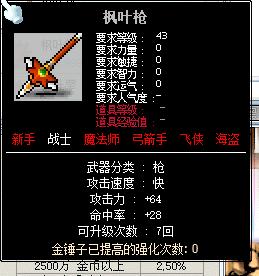 枫叶枪
要求等级: 43
要求力量: 0
要求敏捷: 0
要求智力: 0
要求运气: 0
要求人气度: -
道具等级: -
道具经验值: -
新手 战士 魔法师 弓箭手 飞侠 海盗
武器分类 : 枪
攻击速度 : 快
攻击力 : +64
命中率 : +28
可升级次数 : 7回
金锤子已提高的强化次数: 0
2500万 金币以上 2,50%